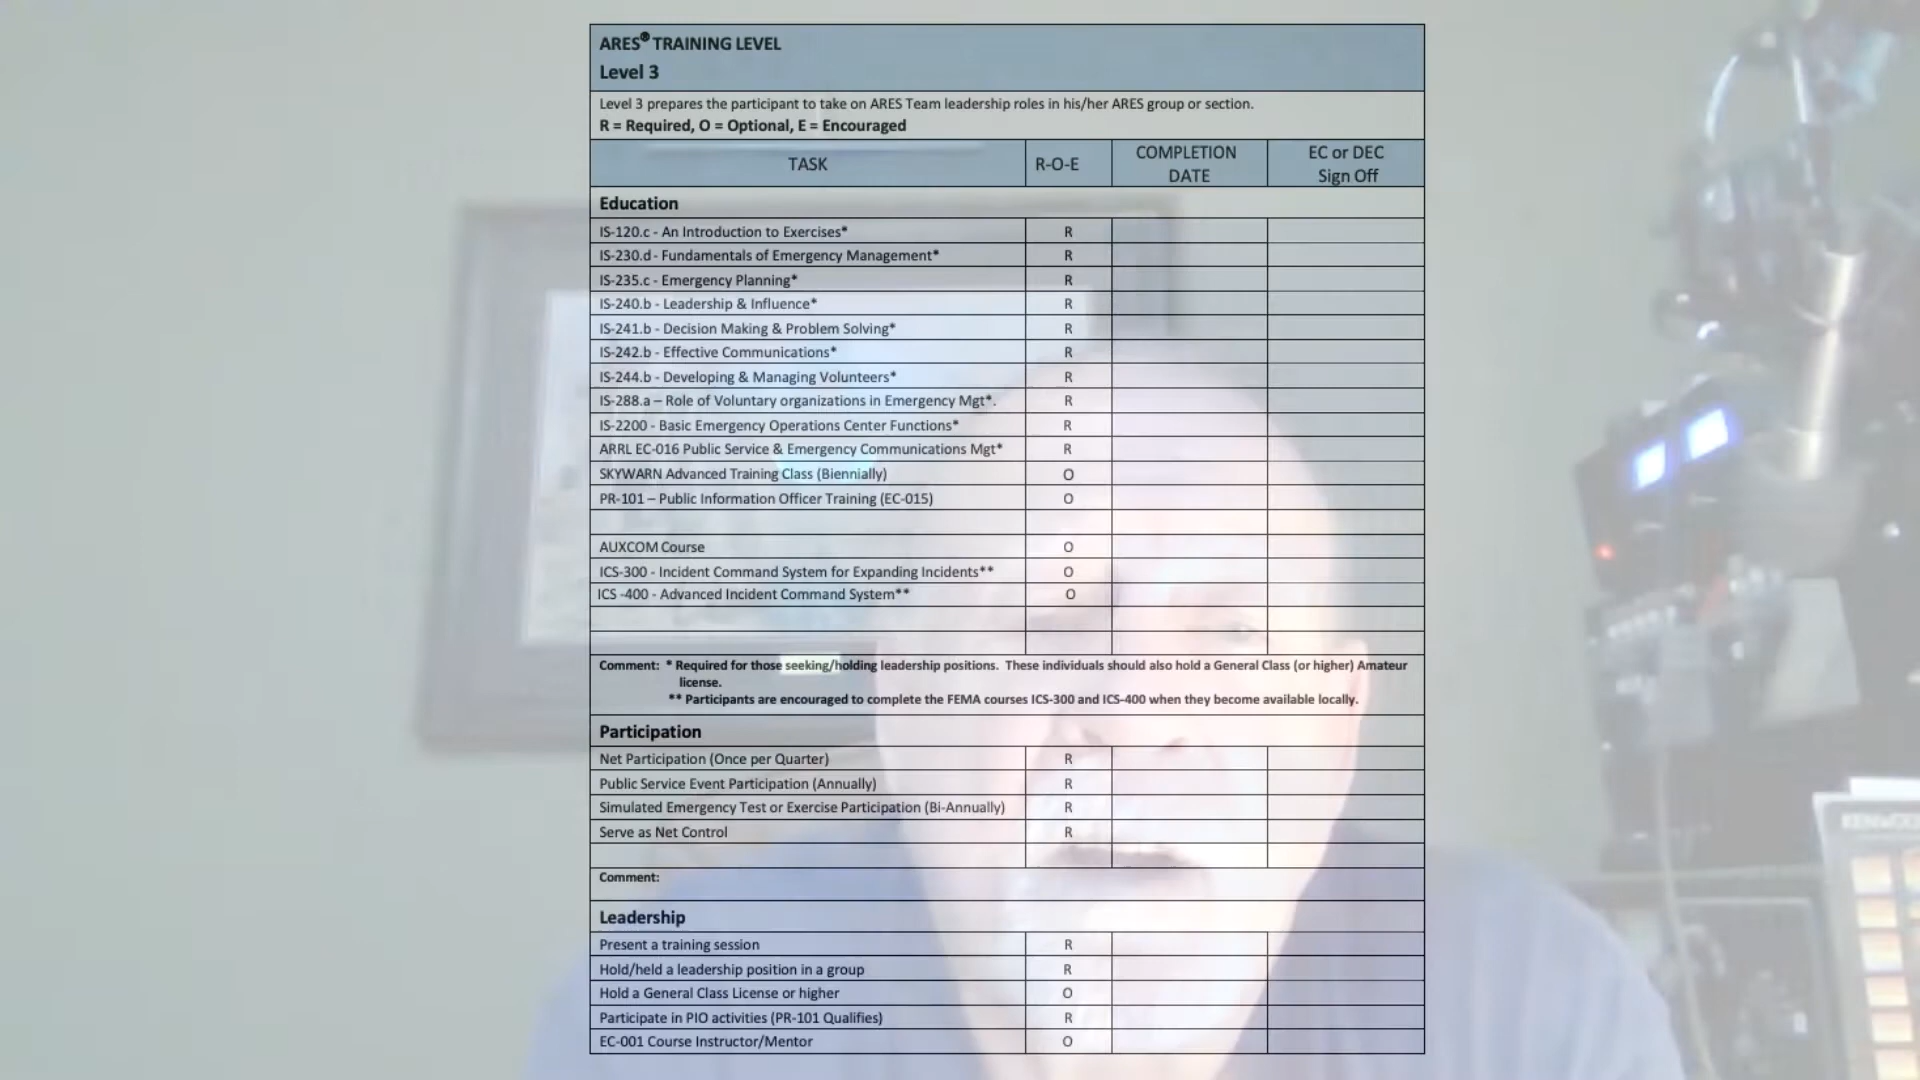 ARES® TRAINING LEVEL
Level 3
Level 3 prepares the participant to take on ARES Team leadership roles in his/her ARES group or section.
R = Required, O = Optional, E = Encouraged
TASK R-O-E COMPLETION DATE EC or DEC Sign Off
Education
IS-120.c - An Introduction to Exercises* R
IS-230.d - Fundamentals of Emergency Management* R
IS-235.c - Emergency Planning* R
IS-240.b - Leadership & Influence* R
IS-241.b - Decision Making & Problem Solving* R
IS-242.b - Effective Communications* R
IS-244.b - Developing & Managing Volunteers* R
IS-288.a – Role of Voluntary organizations in Emergency Mgt*. R
IS-2200 - Basic Emergency Operations Center Functions* R
ARRL EC-016 Public Service & Emergency Communications Mgt* R
SKYWARN Advanced Training Class (Biennially) O
PR-101 – Public Information Officer Training (EC-015) O
AUXCOM Course O
ICS-300 - Incident Command System for Expanding Incidents** O
ICS -400 - Advanced Incident Command System** O
Comment: * Required for those seeking/holding leadership positions. These individuals should also hold a General Class (or higher) Amateur
license.
** Participants are encouraged to complete the FEMA courses ICS-300 and ICS-400 when they become available locally.
Participation
Net Participation (Once per Quarter) R
Public Service Event Participation (Annually) R
Simulated Emergency Test or Exercise Participation (Bi-Annually) R
Serve as Net Control R
Comment:
Leadership
Present a training session R
Hold/held a leadership position in a group R
Hold a General Class License or higher O
Participate in PIO activities (PR-101 Qualifies) R
EC-001 Course Instructor/Mentor O